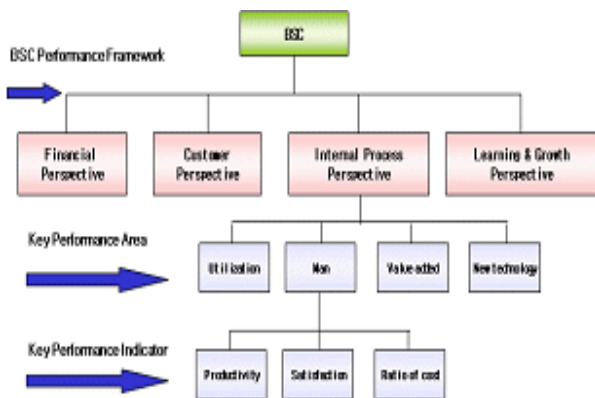 BSC
BSC Performance Framework
Financial
Perspective
Customer
Perspective
Internal Process
Perspective
Learning & Growth
Perspective
Key Performance Area
Utilization
Man
Value added
New technology
Key Performance Indicator
Productivity
Satisfaction
Ratio of cost